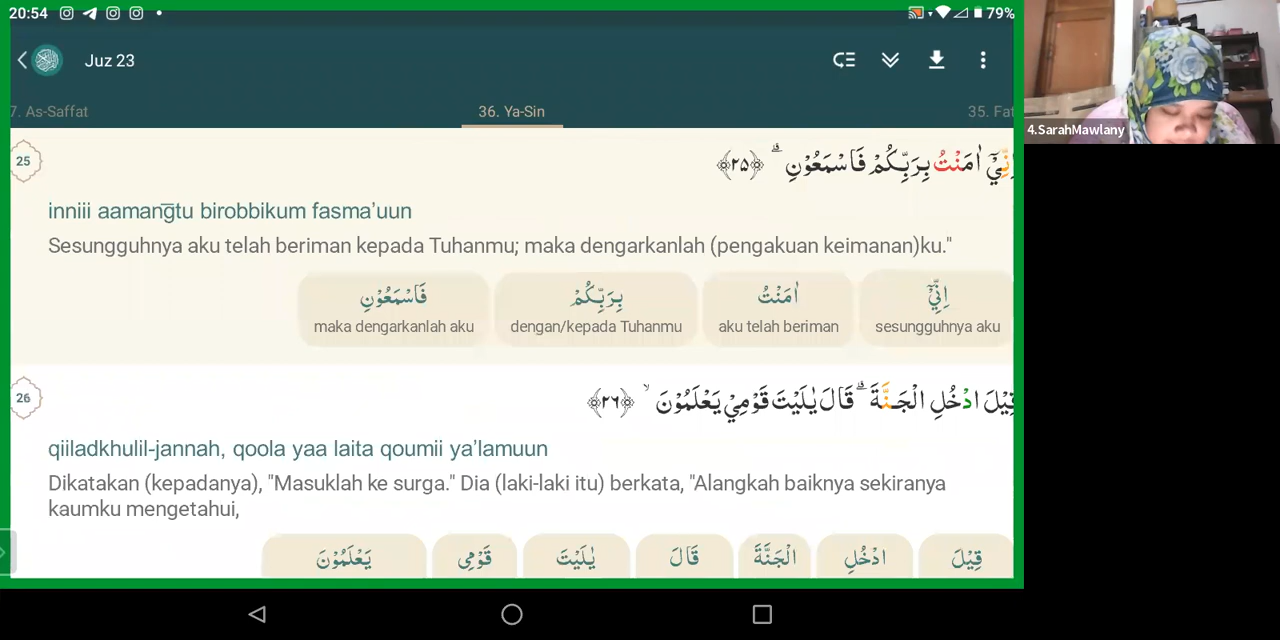 20:54
79%
Juz 23
7. As-Saffat
36. Ya-Sin
35. Fat
25
اِنِّيْٓ اٰمَنْتُ بِرَبِّكُمْ فَاسْمَعُوْنِ ۗ ﴿٢٥﴾
inniii aamang̅tu birobbikum fasma'uun
Sesungguhnya aku telah beriman kepada Tuhanmu; maka dengarkanlah (pengakuan keimanan)ku."
اِنِّيْٓ اٰمَنْتُ بِرَبِّكُمْ فَاسْمَعُوْنِ
sesungguhnya aku aku telah beriman dengan/kepada Tuhanmu maka dengarkanlah aku
26
قِيْلَ ادْخُلِ الْجَنَّةَ ۗ قَالَ يٰلَيْتَ قَوْمِيْ يَعْلَمُوْنَ ۙ ﴿٢٦﴾
qiiladkhulil-jannah, qoola yaa laita qoumii ya'lamuun
Dikatakan (kepadanya), "Masuklah ke surga." Dia (laki-laki itu) berkata, "Alangkah baiknya sekiranya
kaumku mengetahui,
قِيْلَ ادْخُلِ الْجَنَّةَ قَالَ يٰلَيْتَ قَوْمِى يَعْلَمُوْنَ
4.SarahMawlany